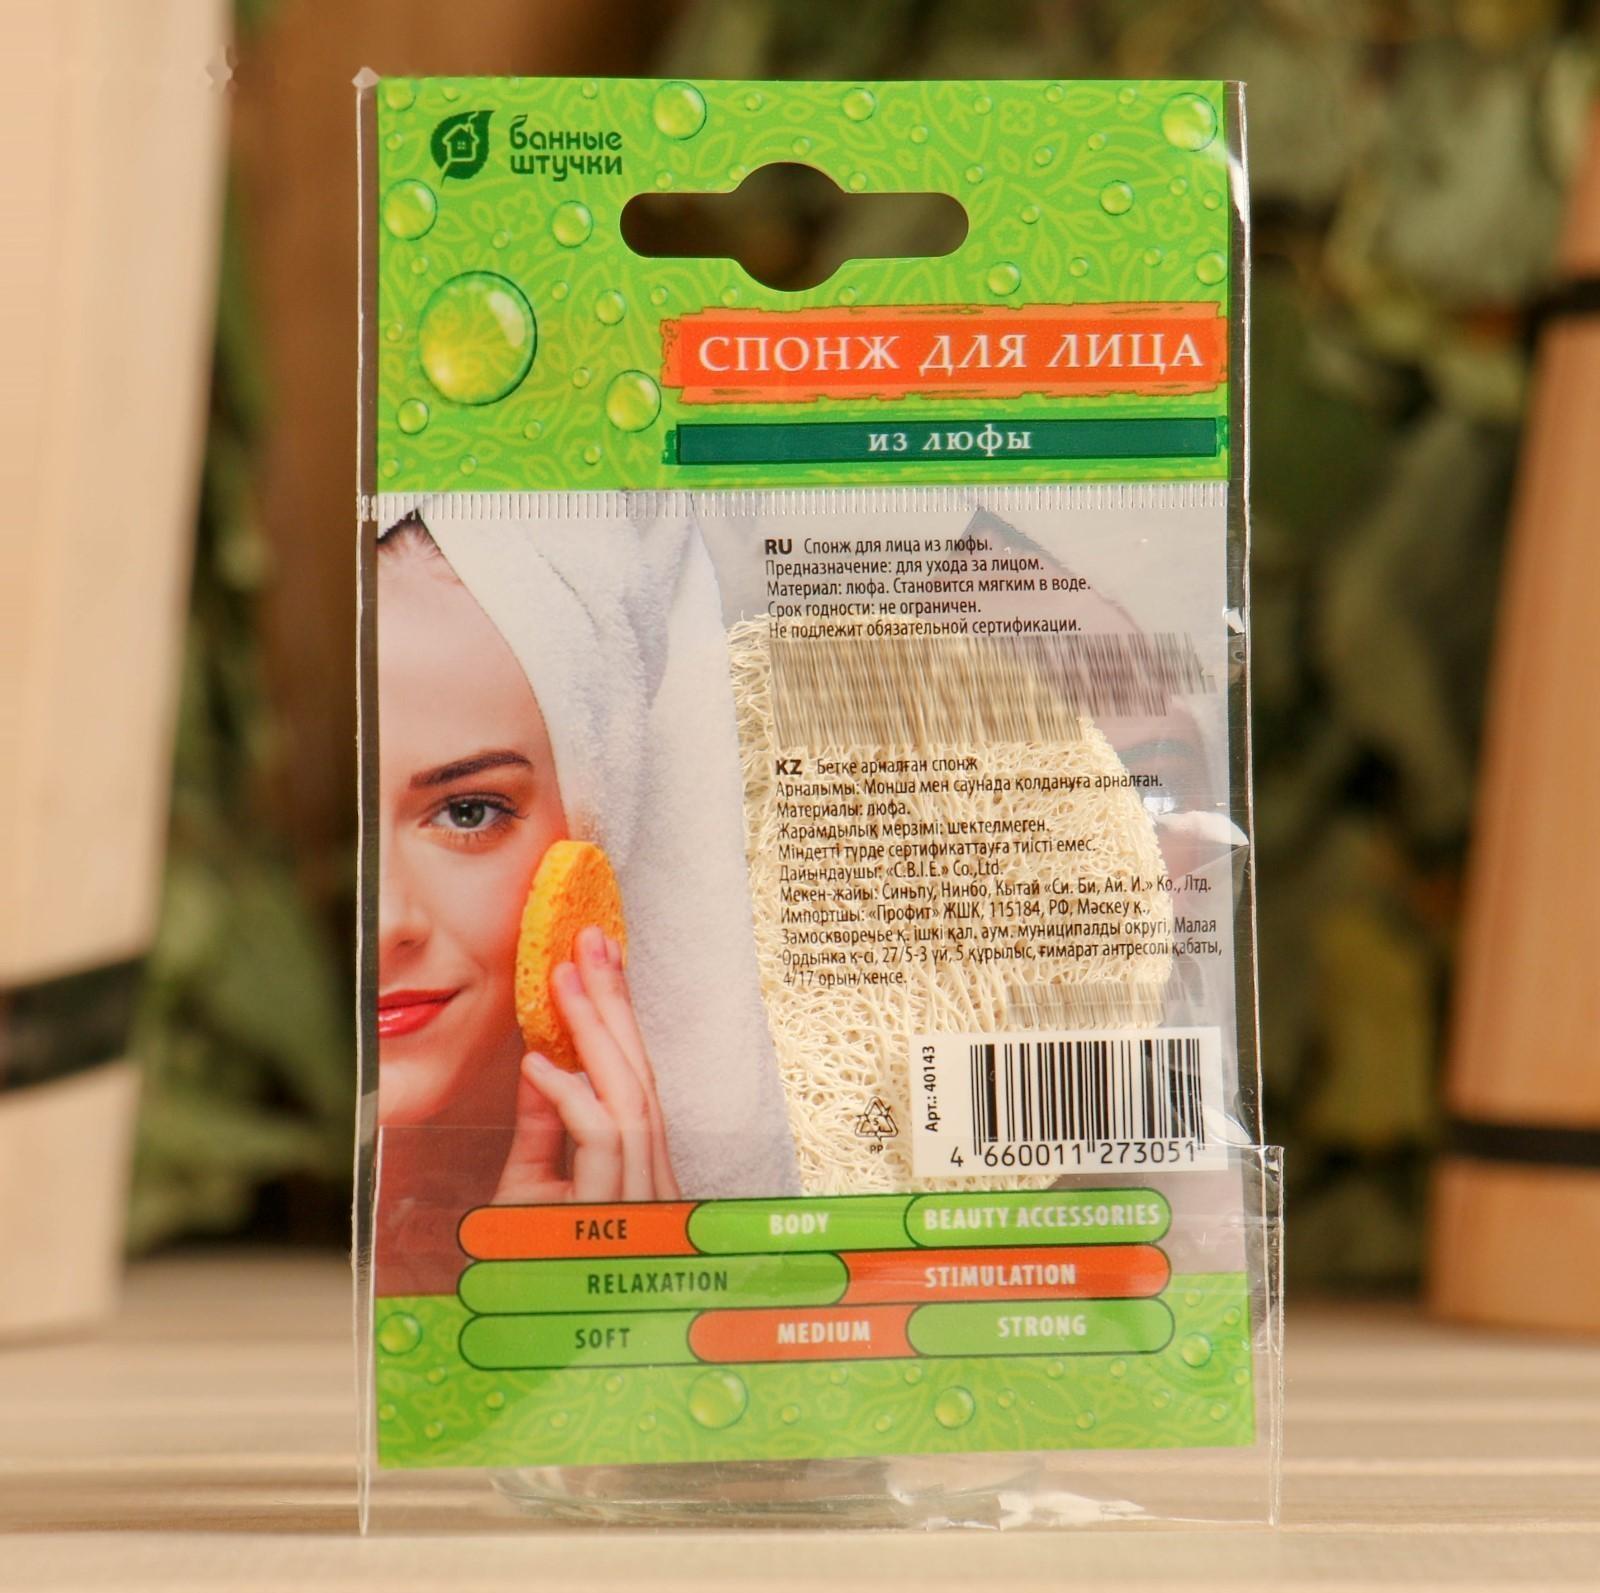 банные
штучки
СПОНЖ ДЛЯ ЛИЦА
из люфы
RU Спонж для лица из люфы.
Предназначение: для ухода за лицом.
Материал: люфа. Становится мягким в воде.
Срок годности: не ограничен.
Не подлежит обязательной сертификации.
KZ Бетке арналған спонж
Арналымы: Монша мен саунада қолдануға арналған.
Материалы: люфа.
Жарамдылық мерзімі: шектелмеген.
Міндетті түрде сертификаттауға тиісті емес.
Дайындаушы: «C.B.I.E.» Co.,Ltd.
Мекен-жайы: Синьпу, Нинбо, Кытай «Си. Би, Ай. И.» Ко., Лтд.
Импортшы: «Профит» ЖШК, 115184, РФ, Мәскеу қ.,
Замоскворечье қ. ішкі қал. аум. муниципалды округі, Малая
Ордынка к-сі, 27/5-3 үй, 5 құрылыс, ғимарат антресолі қабаты,
4/17 орын/кеңсе.
Арт.: 40143
4 660011 273051
5
PP
FACE BODY BEAUTY ACCESSORIES
RELAXATION STIMULATION
SOFT MEDIUM STRONG